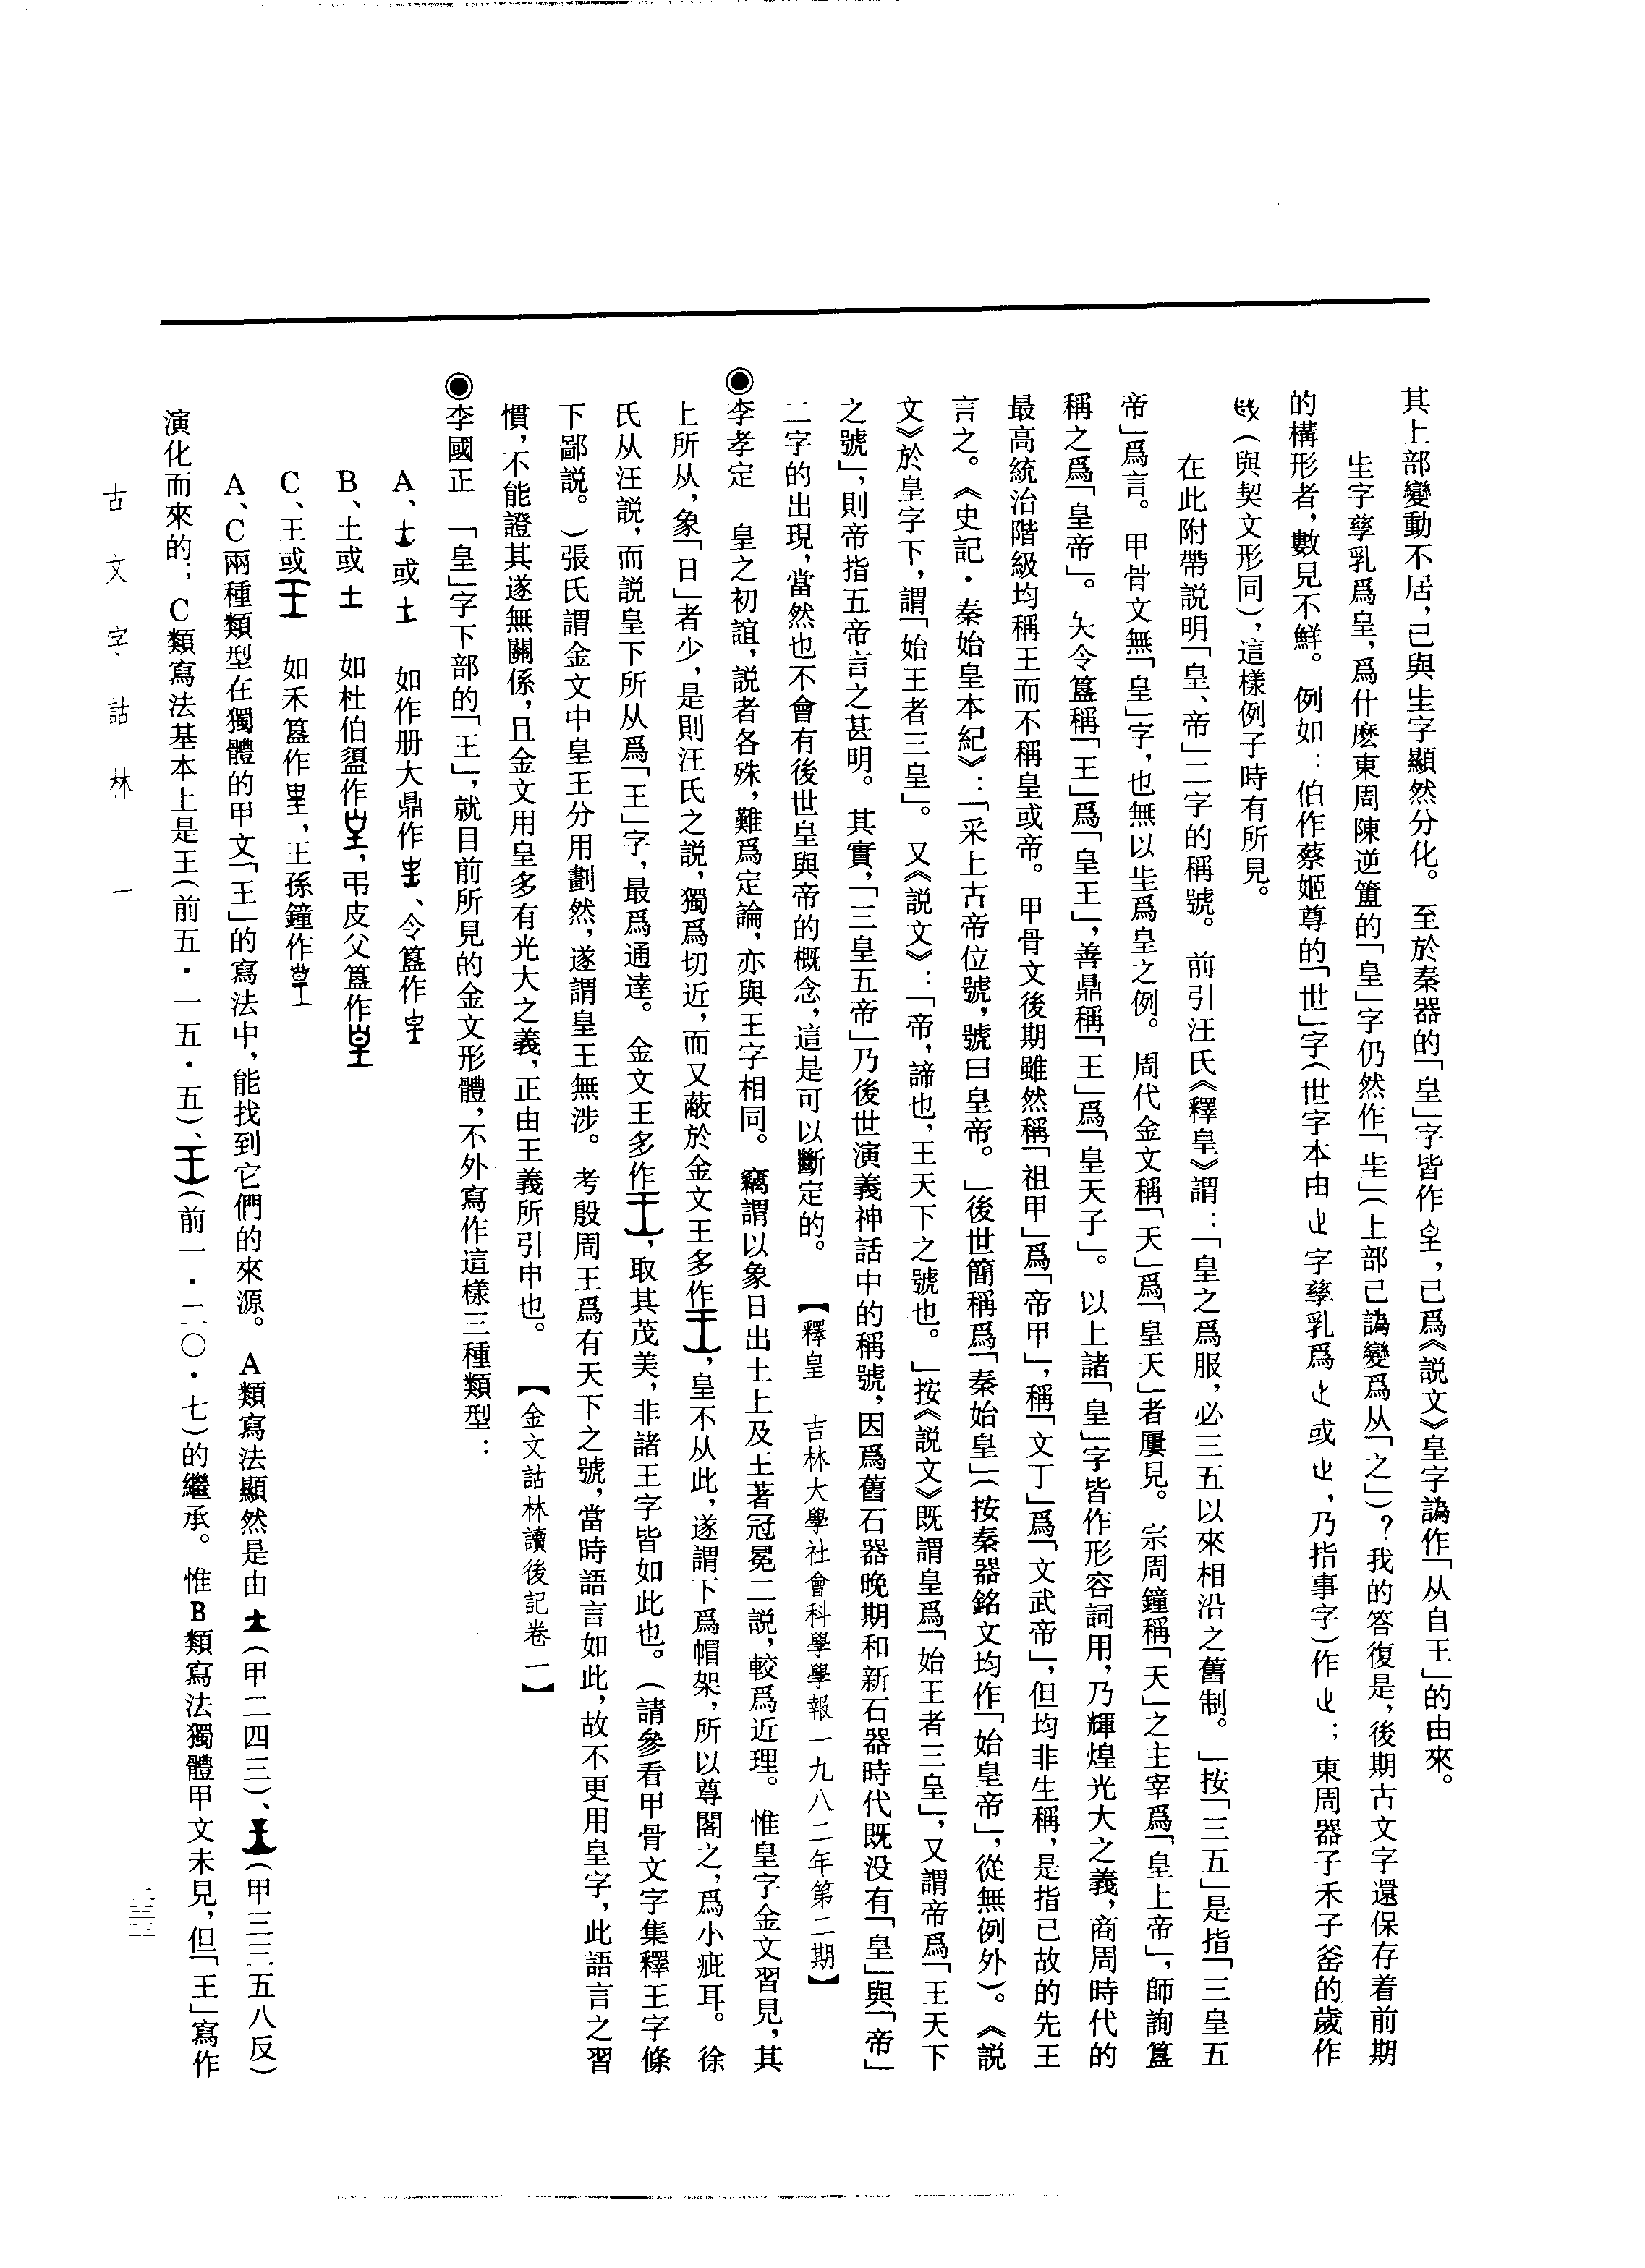 其上部變動不居，已與㞷字顯然分化。至於秦器的「皇」字皆作，已爲《説文》皇字譌作「从自王」的由來。
㞷字孳乳爲皇，爲什麽東周陳逆簠的「皇」字仍然作「㞷」（上部已譌變爲从「之」）？我的答復是，後期古文字還保存着前期
的構形者，數見不鮮。例如：伯作蔡姬尊的「世」字（世字本由字孳乳爲或，乃指事字）作；東周器子禾子釜的歲作
（與契文形同），這樣例子時有所見。
在此附帶説明「皇、帝」二字的稱號。前引汪氏《釋皇》謂：「皇之爲服，必三五以來相沿之舊制。」按「三五」是指「三皇五
帝」爲言。甲骨文無「皇」字，也無以㞷爲皇之例。周代金文稱「天」爲「皇天」者屢見。宗周鐘稱「天」之主宰爲「皇上帝」，師詢簋
稱之爲「皇帝」。夨令簋稱「王」爲「皇王」，善鼎稱「王」爲「皇天子」。以上諸「皇」字皆作形容詞用，乃輝煌光大之義，商周時代的
最高統治階級均稱王而不稱皇或帝。甲骨文後期雖然稱「祖甲」爲「帝甲」，稱「文丁」爲「文武帝」，但均非生稱，是指已故的先王
言之。《史記·秦始皇本紀》：「采上古帝位號，號曰皇帝。」後世簡稱爲「秦始皇」（按秦器銘文均作「始皇帝」，從無例外）。《説
文》於皇字下，謂「始王者三皇」。又《説文》：「帝，諦也，王天下之號也。」按《説文》既謂皇爲「始王者三皇」，又謂帝爲「王天下
之號」，則帝指五帝言之甚明。其實，「三皇五帝」乃後世演義神話中的稱號，因爲舊石器晚期和新石器時代既没有「皇」與「帝」
二字的出現，當然也不會有後世皇與帝的概念，這是可以斷定的。【釋皇　吉林大學社會科學學報一九八二年第二期】
◉李孝定　皇之初誼，説者各殊，難爲定論，亦與王字相同。竊謂以象日出土上及王著冠冕二説，較爲近理。惟皇字金文習見，其
上所从，象「日」者少，是則汪氏之説，獨爲切近，而又蔽於金文王多作，皇不从此，遂謂下爲帽架，所以尊閣之，爲小疵耳。徐
氏从汪説，而説皇下所从爲「王」字，最爲通達。金文王多作，取其茂美，非諸王字皆如此也。（請參看甲骨文字集釋王字條
下鄙説。）張氏謂金文中皇王分用劃然，遂謂皇王無涉。考殷周王爲有天下之號，當時語言如此，故不更用皇字，此語言之習
慣，不能證其遂無關係，且金文用皇多有光大之義，正由王義所引申也。【金文詁林讀後記卷一】
◉李國正　「皇」字下部的「王」，就目前所見的金文形體，不外寫作這樣三種類型：
A、或　如作册大鼎作、令簋作
B、土或　如杜伯盨作，弔皮父簋作
C、王或　如禾簋作，王孫鐘作
A、C兩種類型在獨體的甲文「王」的寫法中，能找到它們的來源。A類寫法顯然是由（甲二四三）、（甲三三五八反）
演化而來的；C類寫法基本上是王（前五·一五·五）、（前一·二〇·七）的繼承。惟B類寫法獨體甲文未見，但「王」寫作
古文字詁林　一